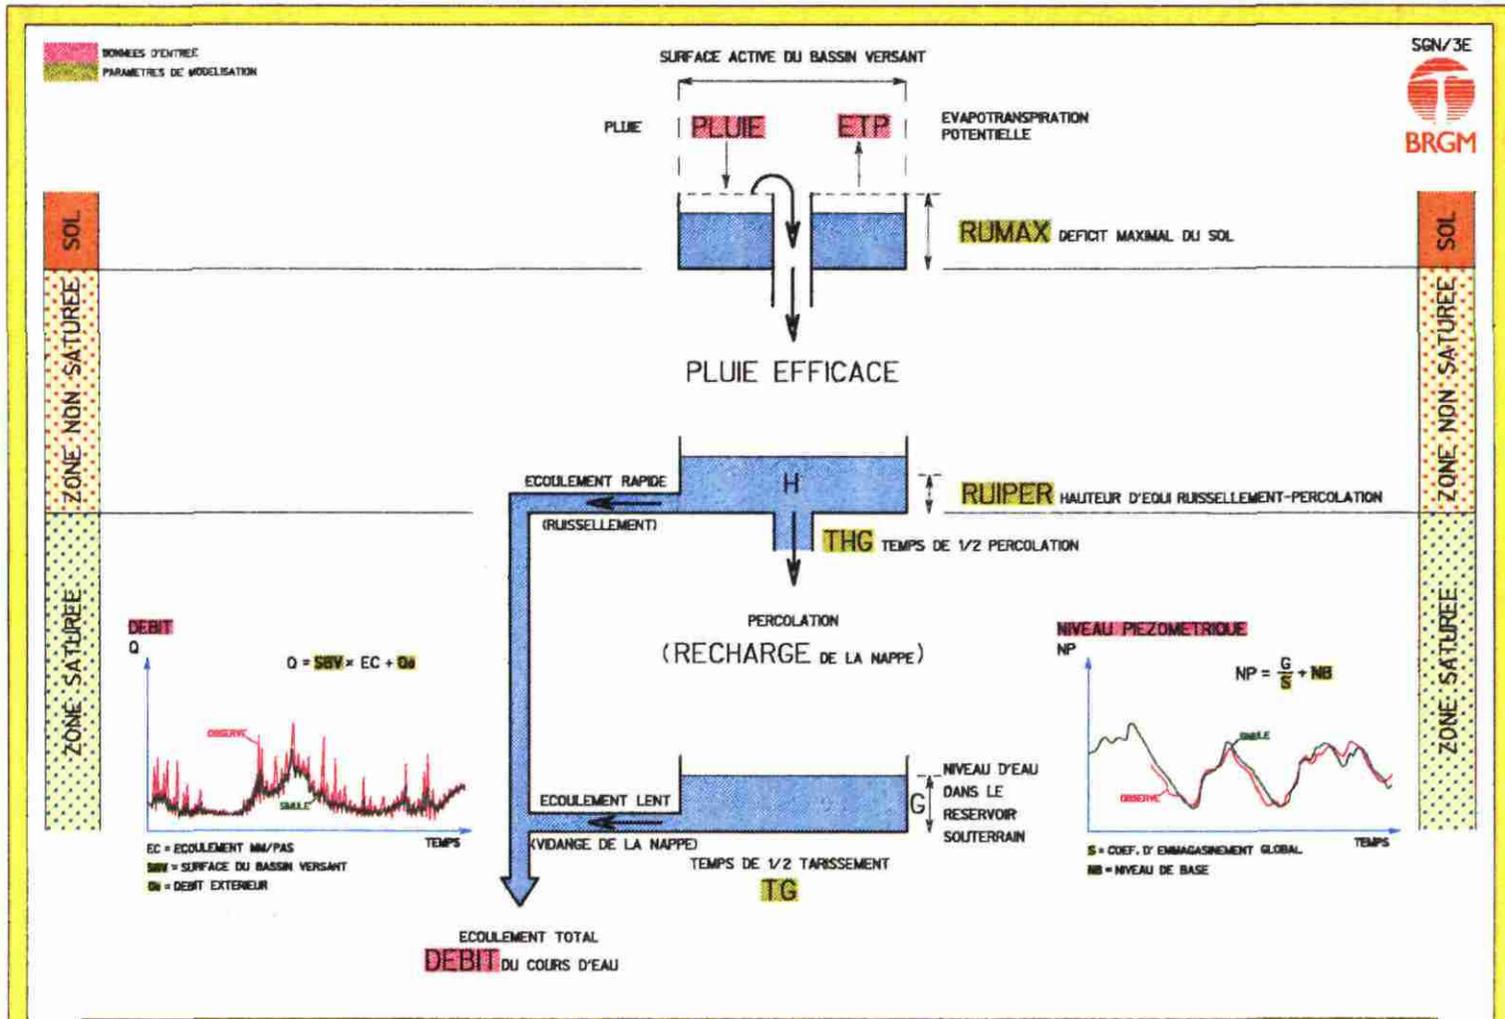 DONNEES D'ENTREE
PARAMETRES DE MODELISATION
SURFACE ACTIVE DU BASSIN VERSANT
SGN/3E
BRGM
PLUIE
PLUIE
ETP
EVAPOTRANSPIRATION
POTENTIELLE
SOL
RUMAX DEFICIT MAXIMAL DU SOL
SOL
ZONE NON SATUREE
PLUIE EFFICACE
ZONE NON SATUREE
ECOULEMENT RAPIDE
H
RUIPER HAUTEUR D'EQUI RUISSELLEMENT-PERCOLATION
(RUISSELLEMENT)
THG TEMPS DE 1/2 PERCOLATION
ZONE SATUREE
PERCOLATION
(RECHARGE DE LA NAPPE)
ZONE SATUREE
DEBIT
Q
Q = SBV × EC + Qe
OBSERVE
SIMULE
TEMPS
EC = ECOULEMENT MM/PAS
SBV = SURFACE DU BASSIN VERSANT
Qe = DEBIT EXTERIEUR
NIVEAU PIEZOMETRIQUE
NP
NP = G/S + NB
SIMULE
OBSERVE
TEMPS
S = COEF. D'EMMAGASINEMENT GLOBAL
NB = NIVEAU DE BASE
ECOULEMENT LENT
(VIDANGE DE LA NAPPE)
G
NIVEAU D'EAU
DANS LE
RESERVOIR
SOUTERRAIN
TEMPS DE 1/2 TARISSEMENT
TG
ECOULEMENT TOTAL
DEBIT DU COURS D'EAU